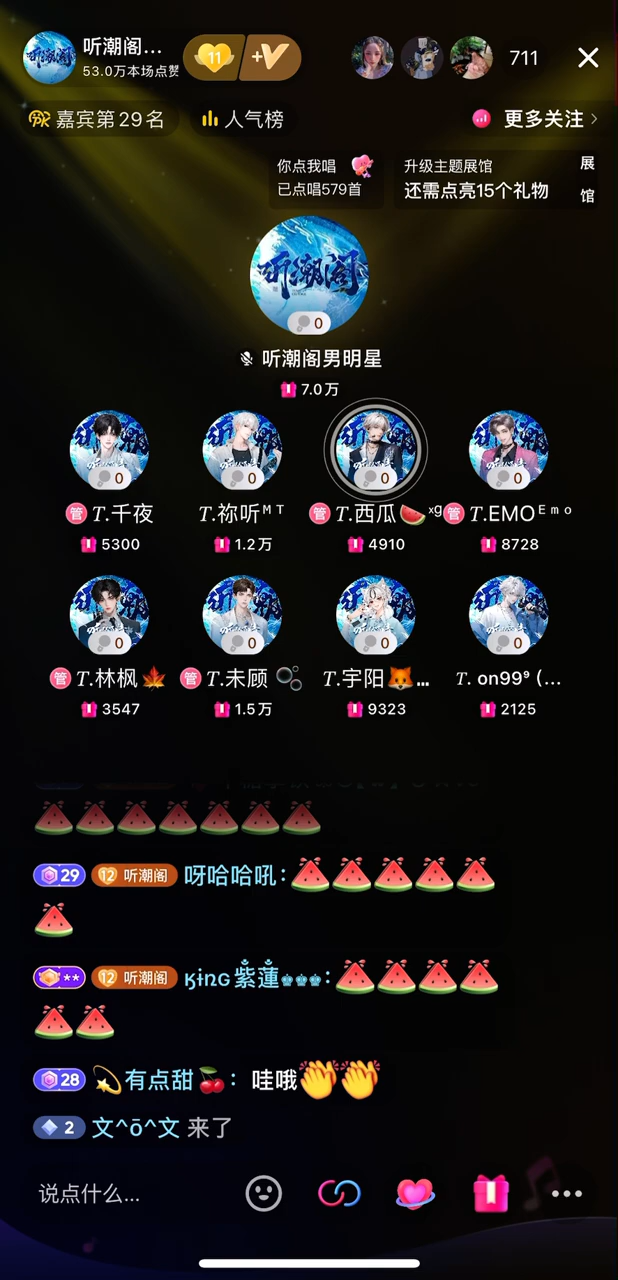 听潮阁...
53.0万本场点赞
11
+V
711
嘉宾第29名
人气榜
更多关注
你点我唱
已点唱579首
升级主题展馆
还需点亮15个礼物
展
馆
听潮阁
0
听潮阁男明星
7.0万
0
0
0
0
管 T.千夜
T.祢听ᴹᵀ
管 T.西瓜🍉xg
管 T.EMOᴱᵐᵒ
5300
1.2万
4910
8728
0
0
0
0
管 T.林枫🍁
管 T.未顾🫧
T.宇阳🦊...
T. on99⁹ (...
3547
1.5万
9323
2125
🍉🍉🍉🍉🍉🍉🍉
29 12 听潮阁 呀哈哈吼:🍉🍉🍉🍉🍉
🍉
** 12 听潮阁 ӄɨռɢ紫蓮♚♚♚:🍉🍉🍉🍉
🍉🍉
28 💫有点甜🍒: 哇哦👏👏
2 文^ō^文 来了
说点什么...